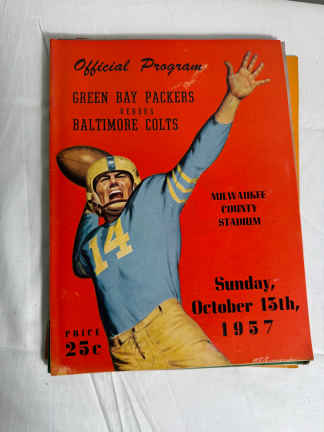 Official Program
GREEN BAY PACKERS
VERSUS
BALTIMORE COLTS
MILWAUKEE
COUNTY
STADIUM
14
Sunday,
October 13th,
1957
PRICE
25c